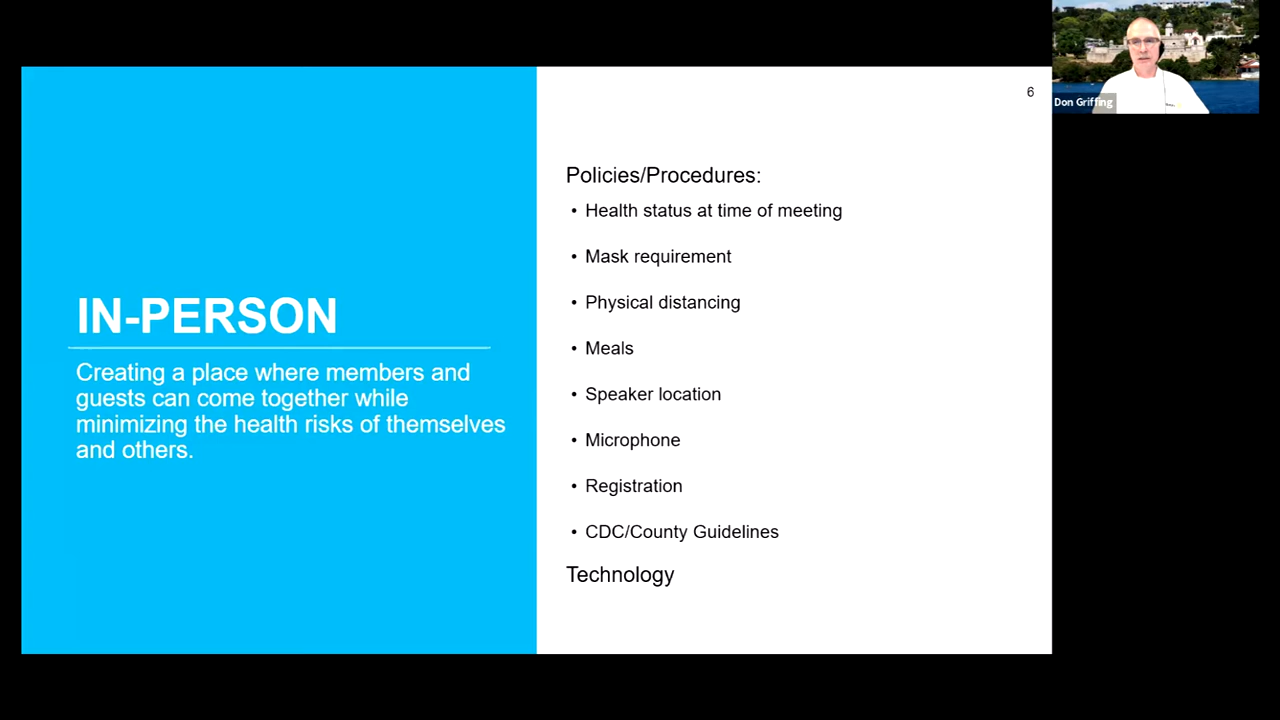 6
IN-PERSON
Creating a place where members and
guests can come together while
minimizing the health risks of themselves
and others.
Policies/Procedures:
• Health status at time of meeting
• Mask requirement
• Physical distancing
• Meals
• Speaker location
• Microphone
• Registration
• CDC/County Guidelines
Technology
Don Griffing